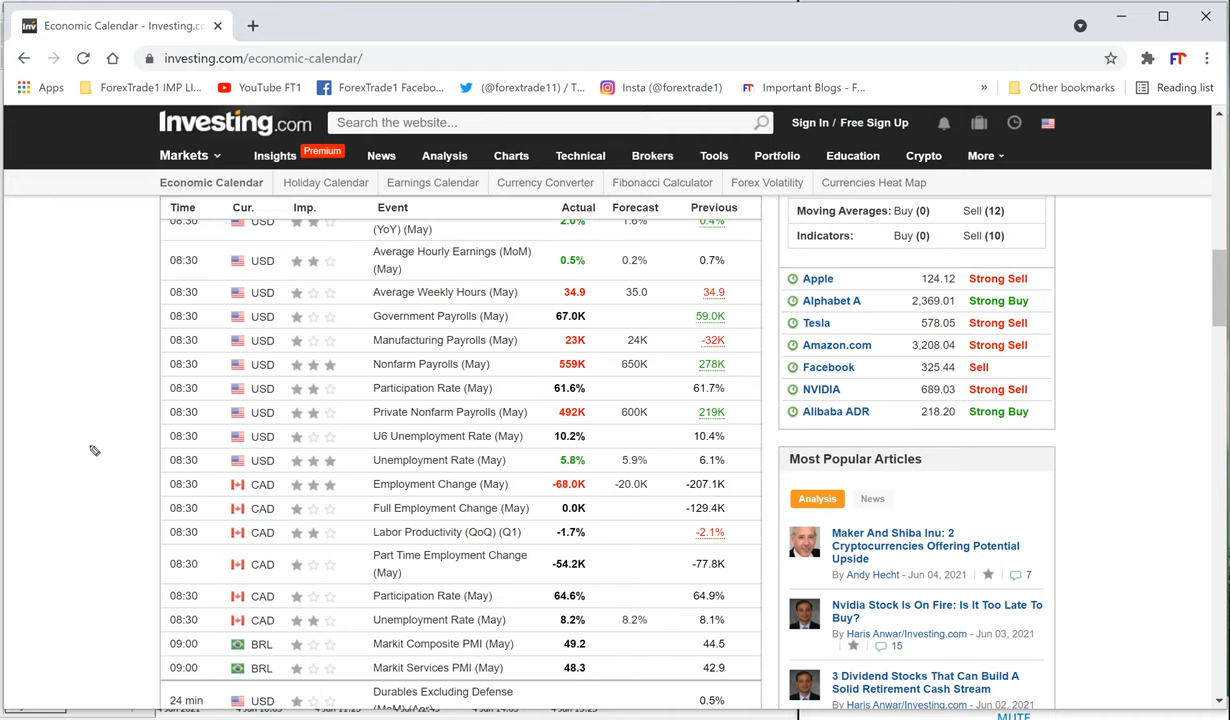 Economic Calendar - Investing.co
investing.com/economic-calendar/
Apps ForexTrade1 IMP LI... YouTube FT1 ForexTrade1 Facebo... (@forextrade11) / T... Insta (@forextrade1) Important Blogs - F... » Other bookmarks Reading list
Investing.com Search the website... Sign In / Free Sign Up
Markets Insights Premium News Analysis Charts Technical Brokers Tools Portfolio Education Crypto More
Economic Calendar Holiday Calendar Earnings Calendar Currency Converter Fibonacci Calculator Forex Volatility Currencies Heat Map
Time Cur. Imp. Event Actual Forecast Previous
08:30 USD 2.0% 1.6% 0.4%
(YoY) (May)
08:30 USD Average Hourly Earnings (MoM) 0.5% 0.2% 0.7%
(May)
08:30 USD Average Weekly Hours (May) 34.9 35.0 34.9
08:30 USD Government Payrolls (May) 67.0K 59.0K
08:30 USD Manufacturing Payrolls (May) 23K 24K -32K
08:30 USD Nonfarm Payrolls (May) 559K 650K 278K
08:30 USD Participation Rate (May) 61.6% 61.7%
08:30 USD Private Nonfarm Payrolls (May) 492K 600K 219K
08:30 USD U6 Unemployment Rate (May) 10.2% 10.4%
08:30 USD Unemployment Rate (May) 5.8% 5.9% 6.1%
08:30 CAD Employment Change (May) -68.0K -20.0K -207.1K
08:30 CAD Full Employment Change (May) 0.0K -129.4K
08:30 CAD Labor Productivity (QoQ) (Q1) -1.7% -2.1%
08:30 CAD Part Time Employment Change -54.2K -77.8K
(May)
08:30 CAD Participation Rate (May) 64.6% 64.9%
08:30 CAD Unemployment Rate (May) 8.2% 8.2% 8.1%
09:00 BRL Markit Composite PMI (May) 49.2 44.5
09:00 BRL Markit Services PMI (May) 48.3 42.9
24 min USD Durables Excluding Defense 0.5%
Moving Averages: Buy (0) Sell (12)
Indicators: Buy (0) Sell (10)
Apple 124.12 Strong Sell
Alphabet A 2,369.01 Strong Buy
Tesla 578.05 Strong Sell
Amazon.com 3,208.04 Strong Sell
Facebook 325.44 Sell
NVIDIA 689.03 Strong Sell
Alibaba ADR 218.20 Strong Buy
Most Popular Articles
Analysis News
Maker And Shiba Inu: 2
Cryptocurrencies Offering Potential
Upside
By Andy Hecht - Jun 04, 2021 7
Nvidia Stock Is On Fire: Is It Too Late To
Buy?
By Haris Anwar/Investing.com - Jun 03, 2021
15
3 Dividend Stocks That Can Build A
Solid Retirement Cash Stream
By Haris Anwar/Investing.com - Jun 02, 2021
MUTE